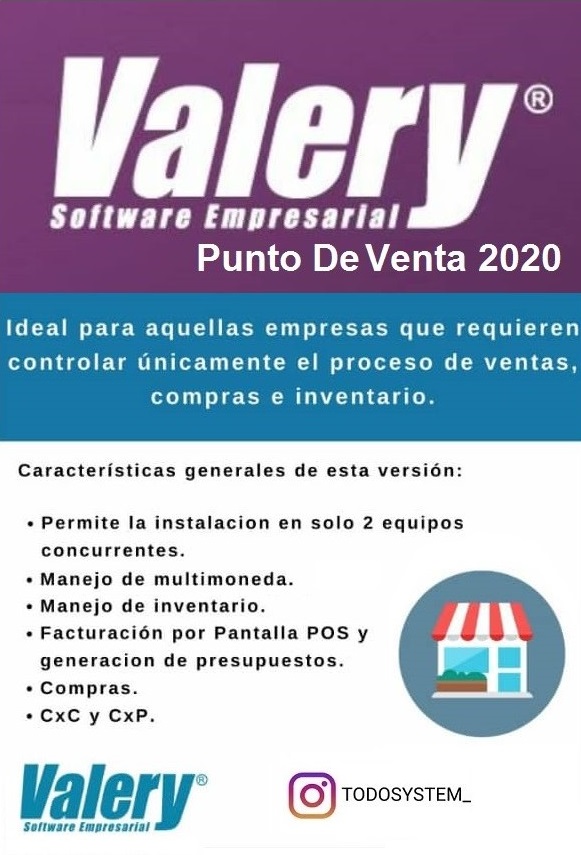 Valery®
Software Empresarial
Punto De Venta 2020
Ideal para aquellas empresas que requieren
controlar únicamente el proceso de ventas,
compras e inventario.
Características generales de esta versión:
• Permite la instalacion en solo 2 equipos
concurrentes.
• Manejo de multimoneda.
• Manejo de inventario.
• Facturación por Pantalla POS y
generacion de presupuestos.
• Compras.
• CxC y CxP.
Valery®
Software Empresarial
TODOSYSTEM_